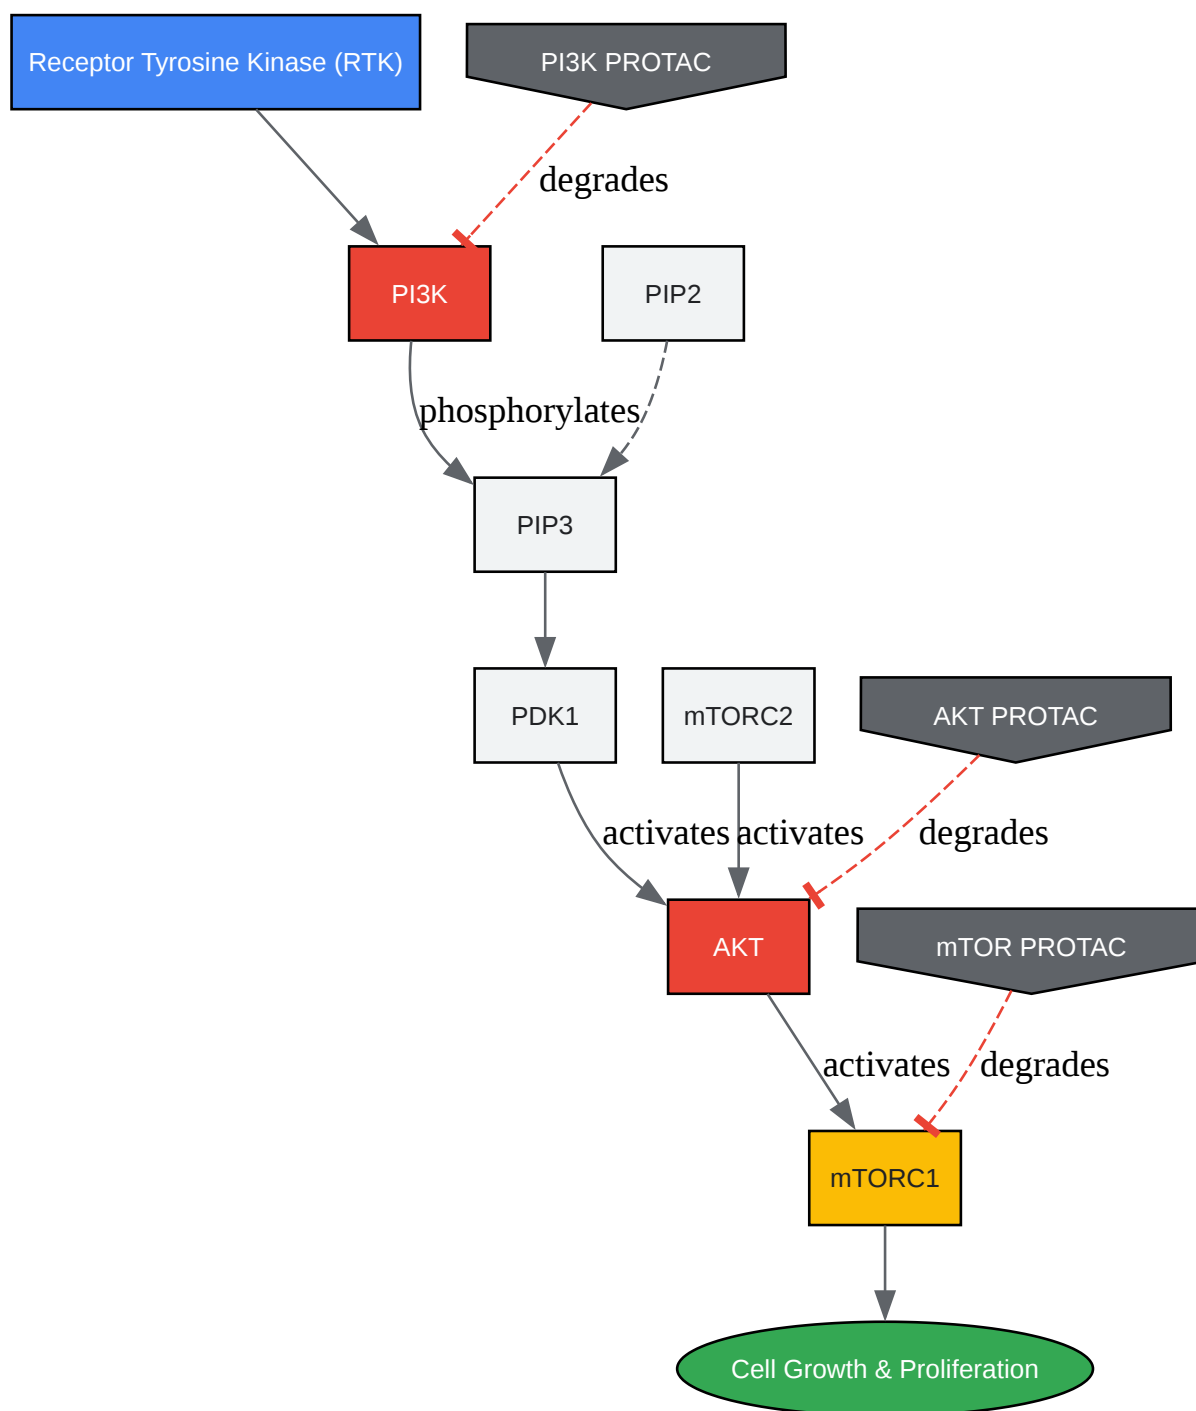 Receptor Tyrosine Kinase (RTK)
PI3K PROTAC
degrades
PI3K
PIP2
phosphorylates
PIP3
PDK1
mTORC2
AKT PROTAC
activates
activates
degrades
AKT
mTOR PROTAC
activates
degrades
mTORC1
Cell Growth & Proliferation